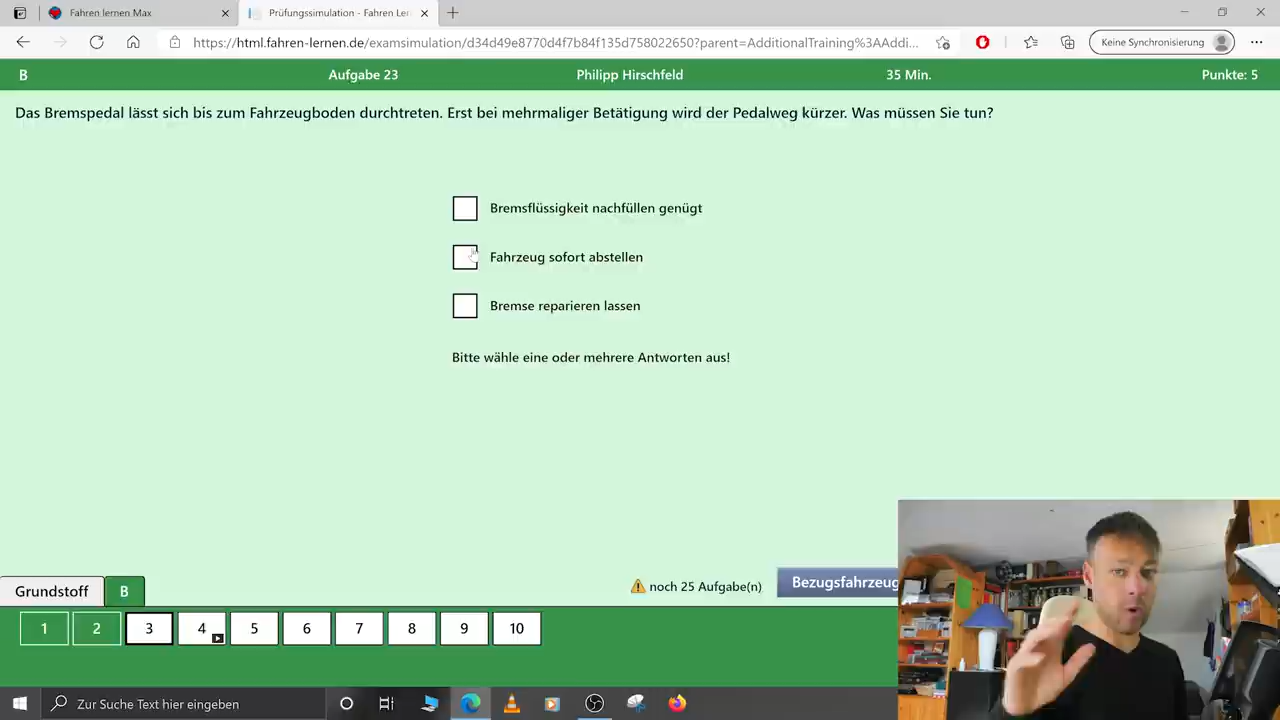 Fahren lernen Max
Prüfungssimulation - Fahren Ler
https://html.fahren-lernen.de/examsimulation/d34d49e8770d4f7b84f135d758022650?parent=AdditionalTraining%3AAddi...
Keine Synchronisierung
B
Aufgabe 23
Philipp Hirschfeld
35 Min.
Punkte: 5
Das Bremspedal lässt sich bis zum Fahrzeugboden durchtreten. Erst bei mehrmaliger Betätigung wird der Pedalweg kürzer. Was müssen Sie tun?
Bremsflüssigkeit nachfüllen genügt
Fahrzeug sofort abstellen
Bremse reparieren lassen
Bitte wähle eine oder mehrere Antworten aus!
Grundstoff
B
noch 25 Aufgabe(n)
Bezugsfahrzeug
1 2 3 4 5 6 7 8 9 10
Zur Suche Text hier eingeben